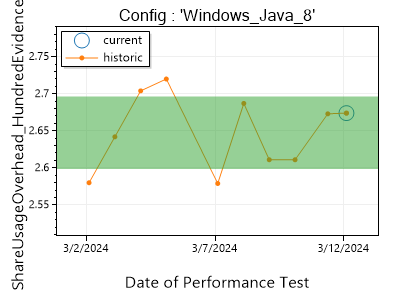 Config : 'Windows_Java_8'
current
historic
ShareUsageOverhead_HundredEvidence
2.75
2.7
2.65
2.6
2.55
3/2/2024
3/7/2024
3/12/2024
Date of Performance Test